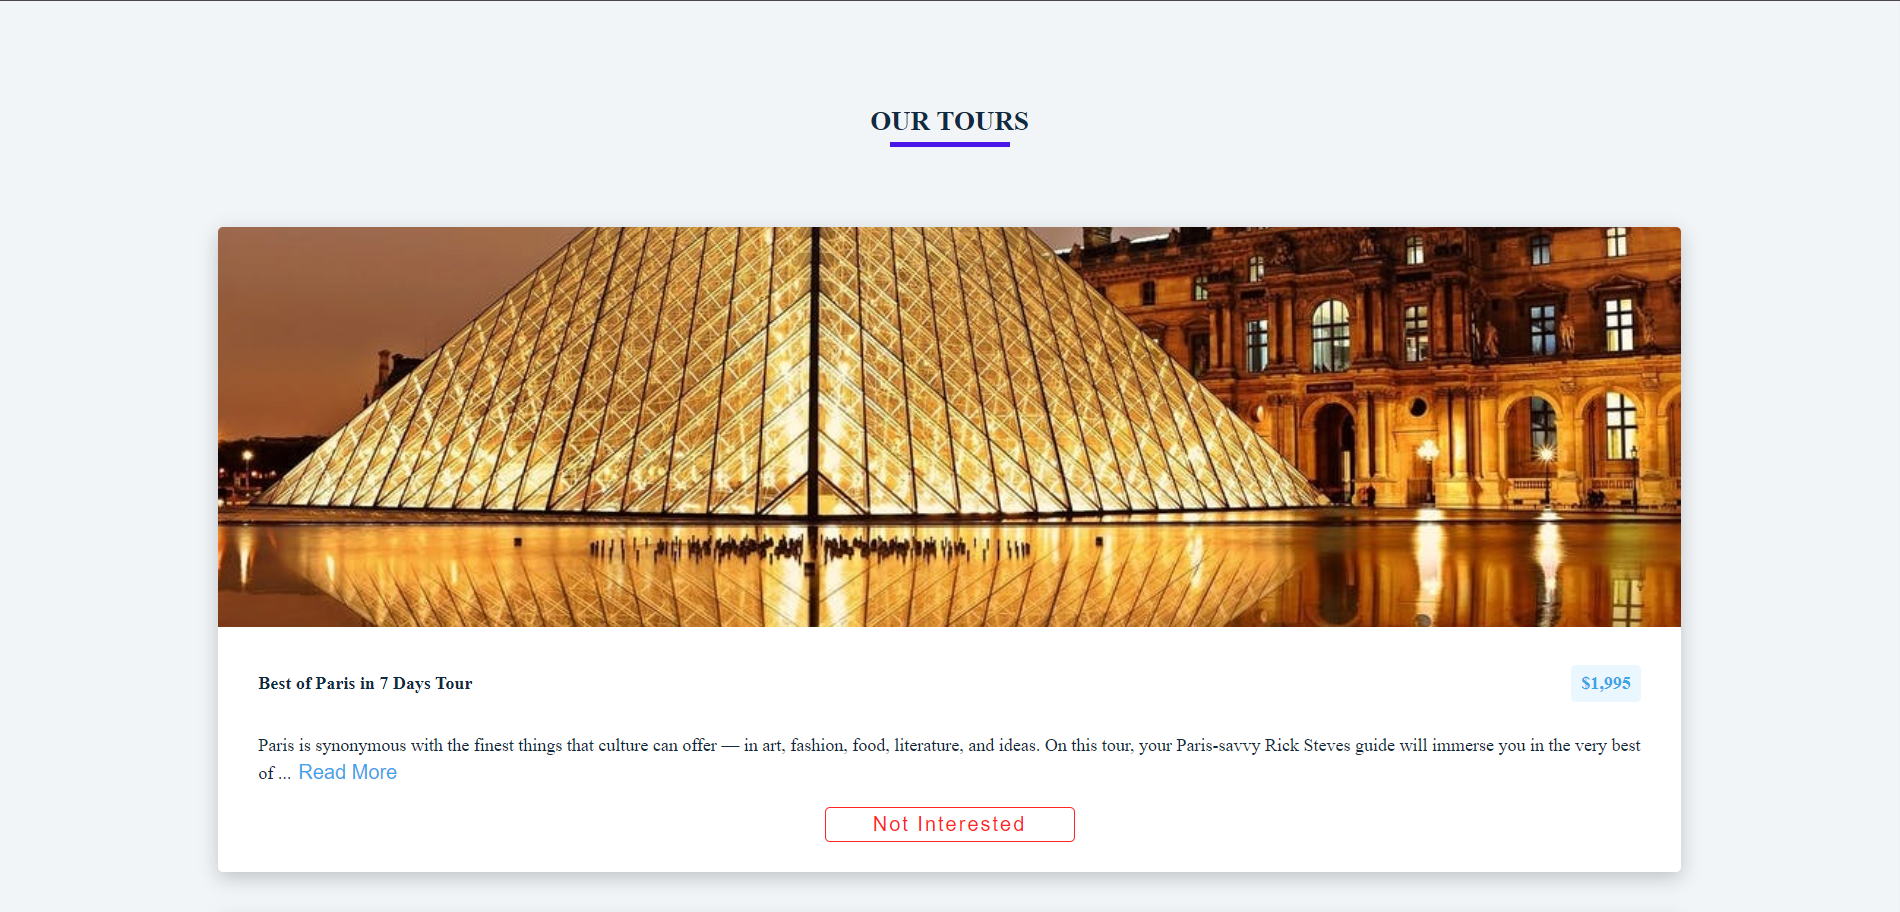 OUR TOURS
Best of Paris in 7 Days Tour
$1,995
Paris is synonymous with the finest things that culture can offer — in art, fashion, food, literature, and ideas. On this tour, your Paris-savvy Rick Steves guide will immerse you in the very best
of ... Read More
Not Interested